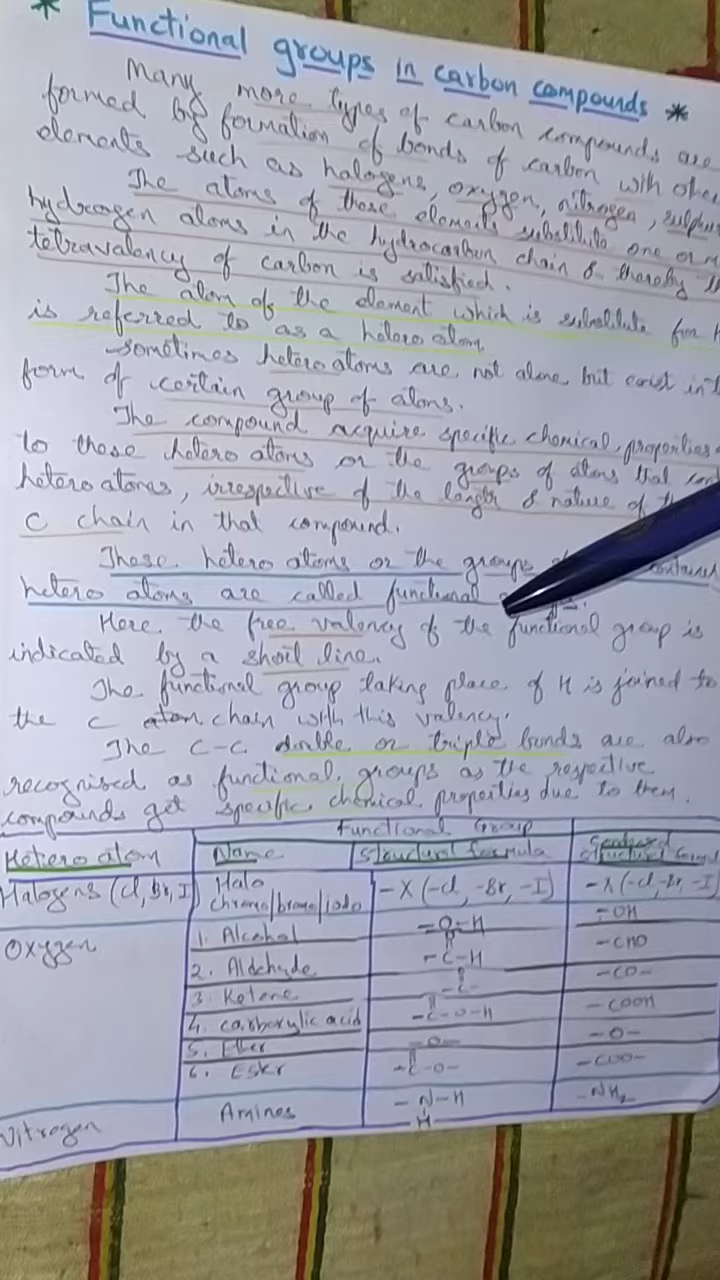 * Functional groups in carbon compounds *
Many more types of carbon compounds are
formed by formation of bonds of carbon with other
elements such as halogens, oxygen, nitrogen, sulphur
The atoms of these elements substitute one or
hydrogen atoms in the hydrocarbon chain & thereby
tetravalency of carbon is satisfied.
The atom of the element which is substitute for
is referred to as a hetero atom.
Sometimes hetero atoms are not alone but exist in
form of certain group of atoms.
The compound acquire specific chemical properties
to these hetero atoms or the groups of atoms that
hetero atoms, irrespective of the length & nature of
C chain in that compound.
These hetero atoms or the groups
hetero atoms are called functional
Here the free valency of the functional group is
indicated by a short line.
The functional group taking place of H is joined to
the C atom chain with this valency.
The C-C double or triple bonds are also
recognised as functional groups as the respective
compounds get specific chemical properties due to them.
Functional Group
Hetero atom Name Structural formula
Halogens (Cl, Br, I) Halo -X (-Cl, -Br, -I) -X (-Cl, -Br, -I)
chromo/bromo/iodo
Oxygen 1. Alcohol -O-H -OH
2. Aldehyde O -C-H -CHO
3. Ketone O -C- -CO-
4. Carboxylic acid O -C-O-H -COOH
5. Ether -O- -O-
6. Ester O -C-O- -COO-
Nitrogen Amines -N-H -NH2
H